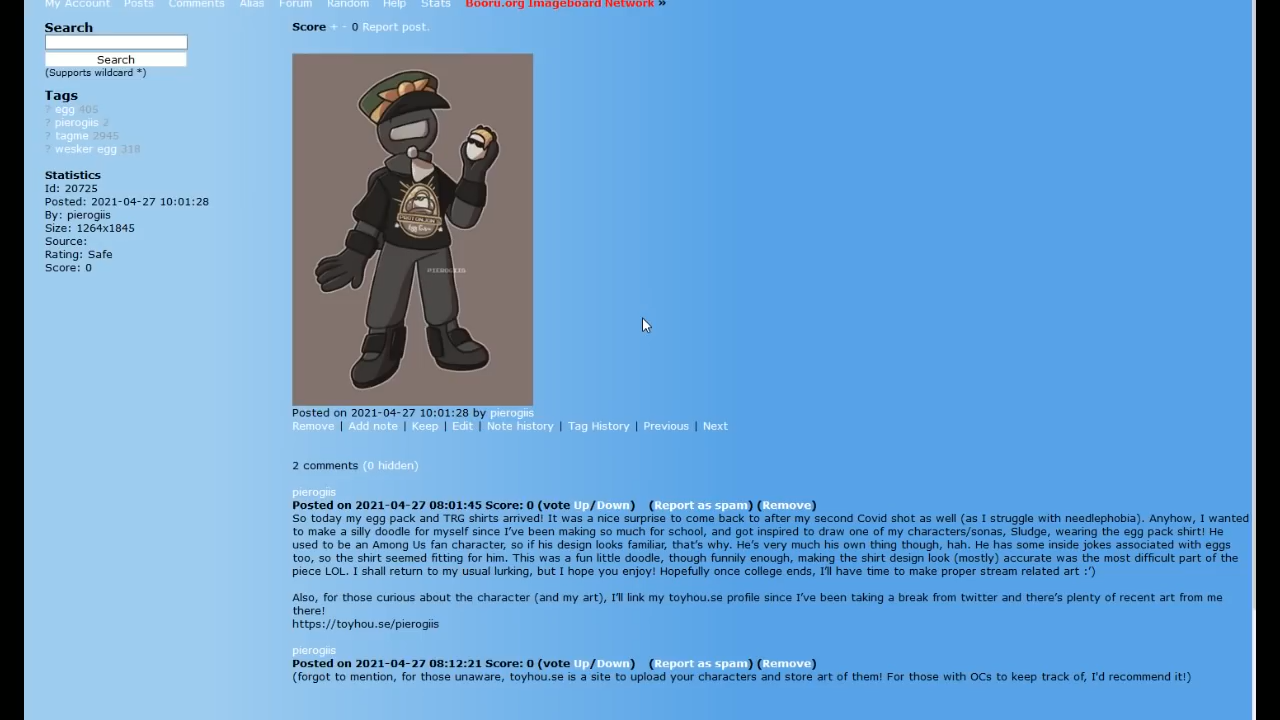 My Account Posts Comments Alias Forum Random Help Stats Booru.org Imageboard Network »
Search
Search
(Supports wildcard *)
Tags
? egg 405
? pierogiis 2
? tagme 2945
? wesker egg 318
Statistics
Id: 20725
Posted: 2021-04-27 10:01:28
By: pierogiis
Size: 1264x1845
Source:
Rating: Safe
Score: 0
Score + - 0 Report post.
PROTONJON
PIEROGIIS
Posted on 2021-04-27 10:01:28 by pierogiis
Remove | Add note | Keep | Edit | Note history | Tag History | Previous | Next
2 comments (0 hidden)
pierogiis
Posted on 2021-04-27 08:01:45 Score: 0 (vote Up/Down) (Report as spam) (Remove)
So today my egg pack and TRG shirts arrived! It was a nice surprise to come back to after my second Covid shot as well (as I struggle with needlephobia). Anyhow, I wanted
to make a silly doodle for myself since I've been making so much for school, and got inspired to draw one of my characters/sonas, Sludge, wearing the egg pack shirt! He
used to be an Among Us fan character, so if his design looks familiar, that's why. He's very much his own thing though, hah. He has some inside jokes associated with eggs
too, so the shirt seemed fitting for him. This was a fun little doodle, though funnily enough, making the shirt design look (mostly) accurate was the most difficult part of the
piece LOL. I shall return to my usual lurking, but I hope you enjoy! Hopefully once college ends, I'll have time to make proper stream related art :')
Also, for those curious about the character (and my art), I'll link my toyhou.se profile since I've been taking a break from twitter and there's plenty of recent art from me
there!
https://toyhou.se/pierogiis
pierogiis
Posted on 2021-04-27 08:12:21 Score: 0 (vote Up/Down) (Report as spam) (Remove)
(forgot to mention, for those unaware, toyhou.se is a site to upload your characters and store art of them! For those with OCs to keep track of, I'd recommend it!)